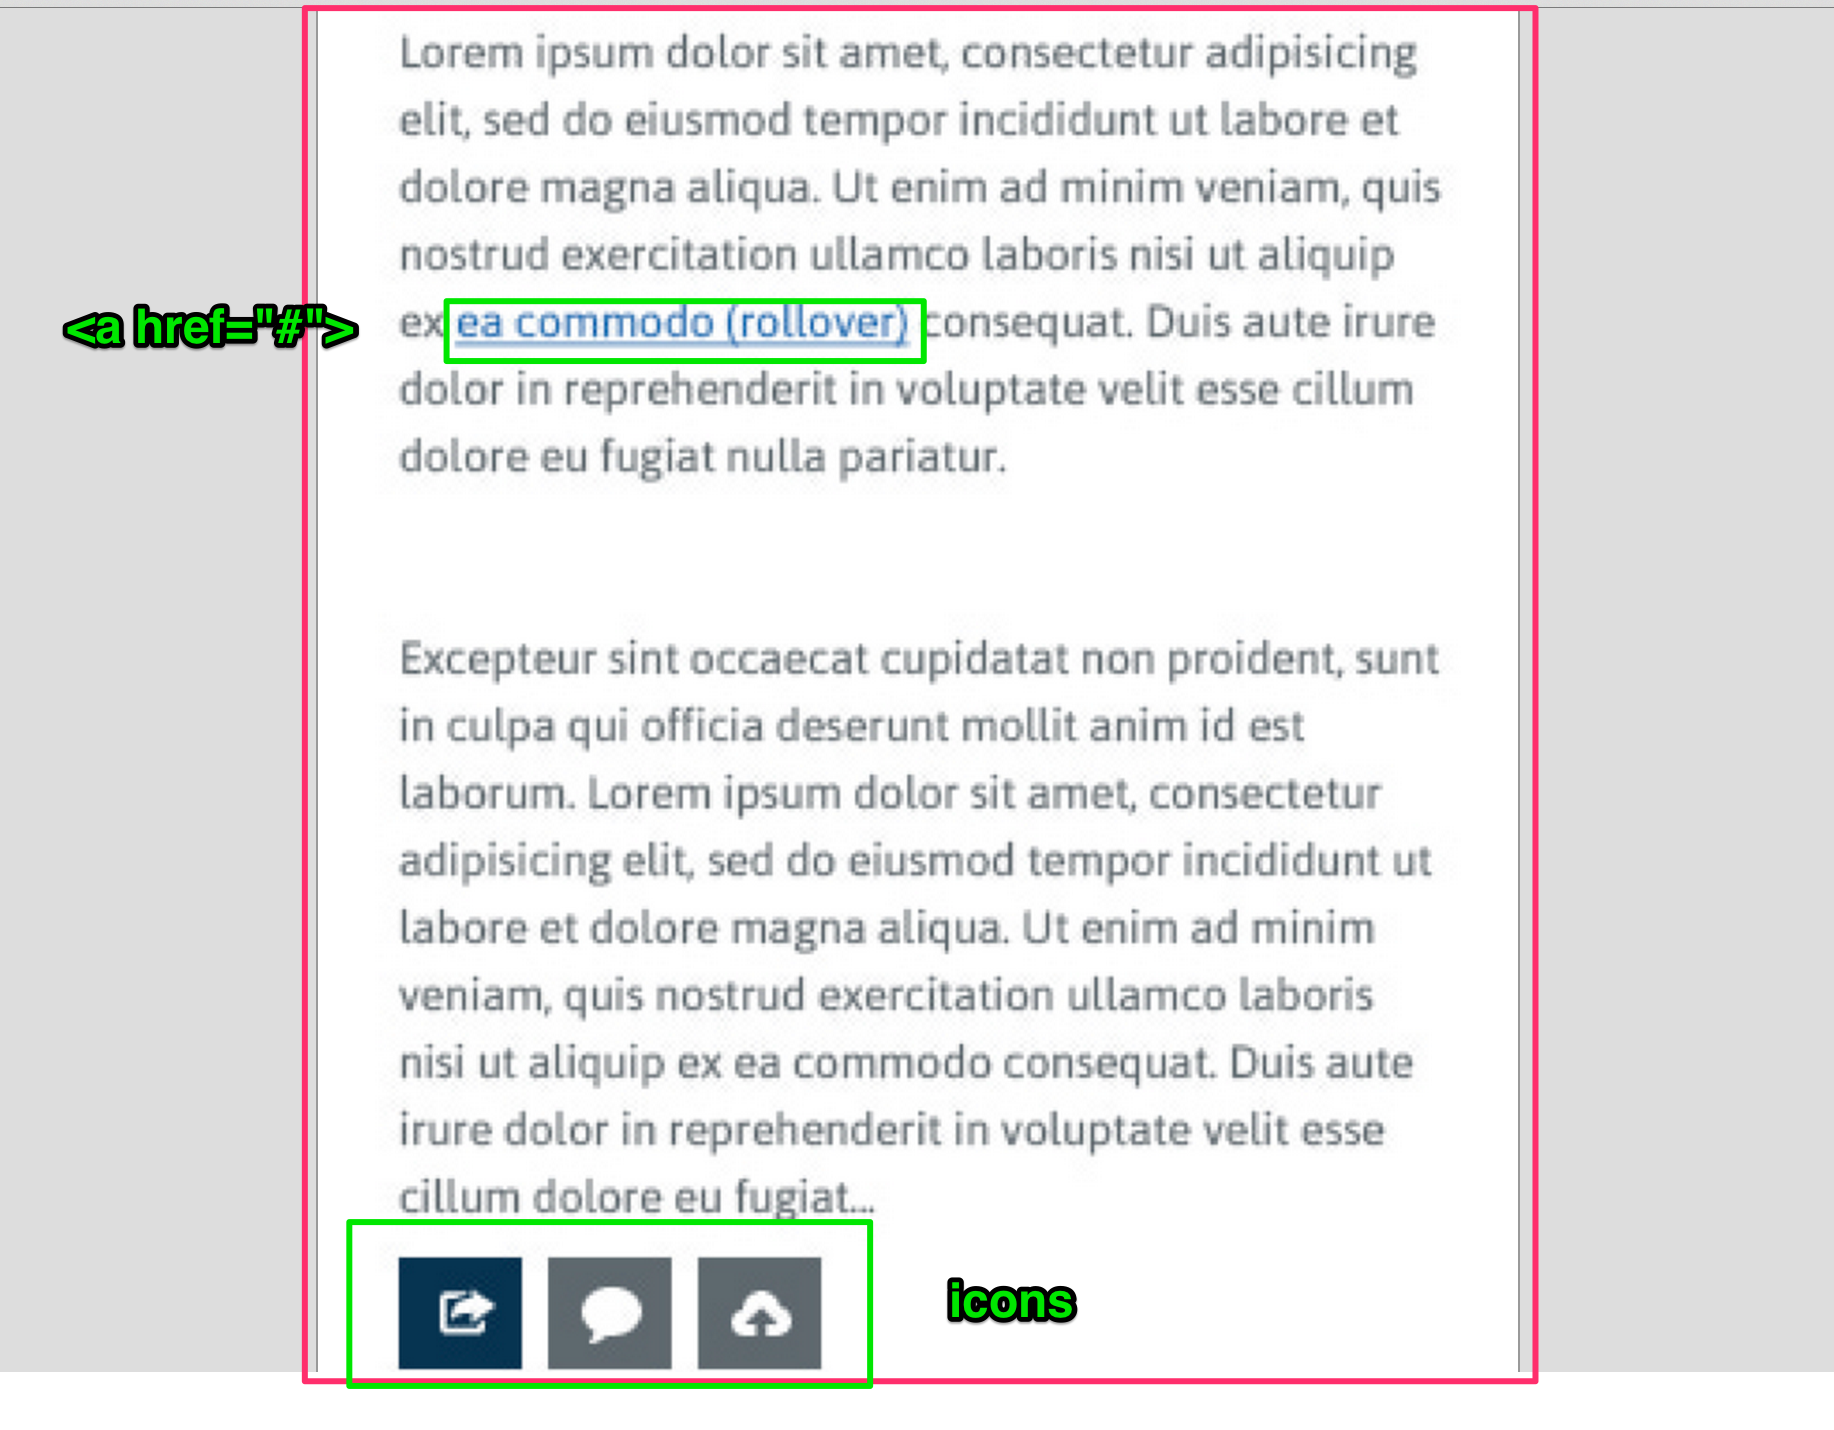 Lorem ipsum dolor sit amet, consectetur adipisicing
elit, sed do eiusmod tempor incididunt ut labore et
dolore magna aliqua. Ut enim ad minim veniam, quis
nostrud exercitation ullamco laboris nisi ut aliquip
<a href="#">
ex ea commodo (rollover) consequat. Duis aute irure
dolor in reprehenderit in voluptate velit esse cillum
dolore eu fugiat nulla pariatur.
Excepteur sint occaecat cupidatat non proident, sunt
in culpa qui officia deserunt mollit anim id est
laborum. Lorem ipsum dolor sit amet, consectetur
adipisicing elit, sed do eiusmod tempor incididunt ut
labore et dolore magna aliqua. Ut enim ad minim
veniam, quis nostrud exercitation ullamco laboris
nisi ut aliquip ex ea commodo consequat. Duis aute
irure dolor in reprehenderit in voluptate velit esse
cillum dolore eu fugiat...
icons